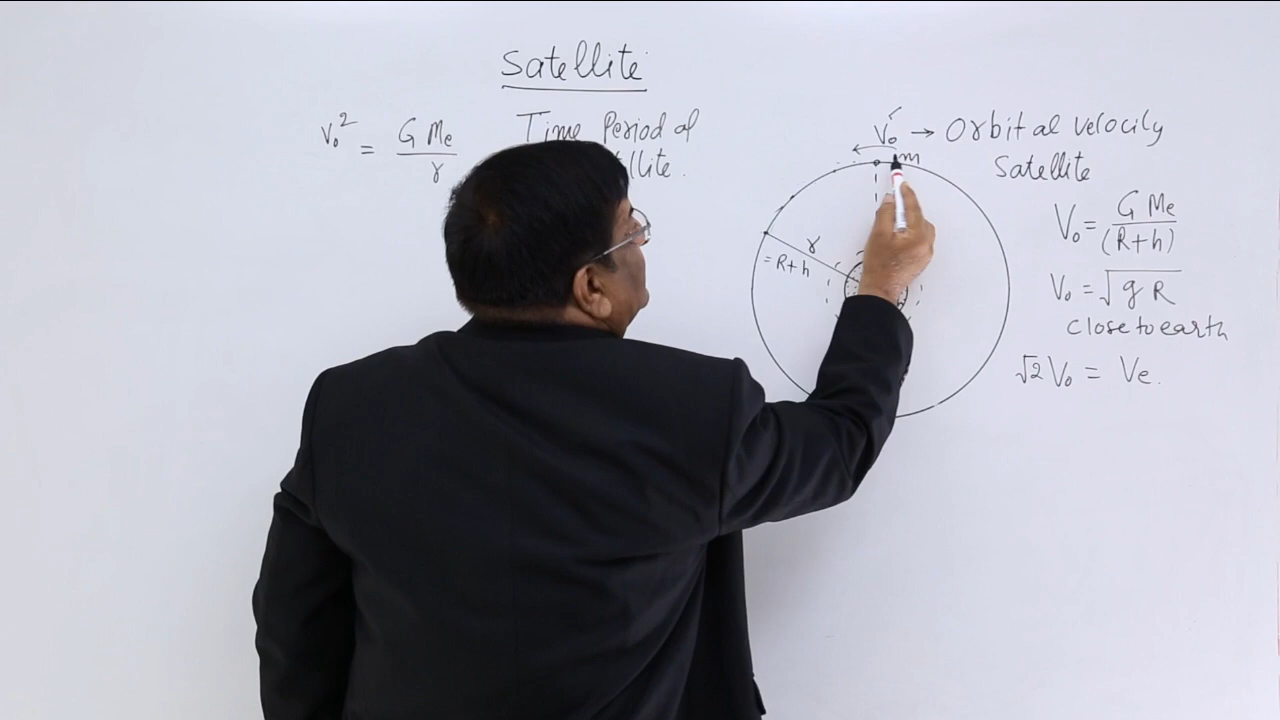 Satellite
V₀² = G Me / r
Time Period of
llite.
V₀ → Orbital velocity
Satellite
m
r
= R+h
V₀ = G Me / (R+h)
V₀ = √g R
Close to earth
√2 V₀ = Ve.